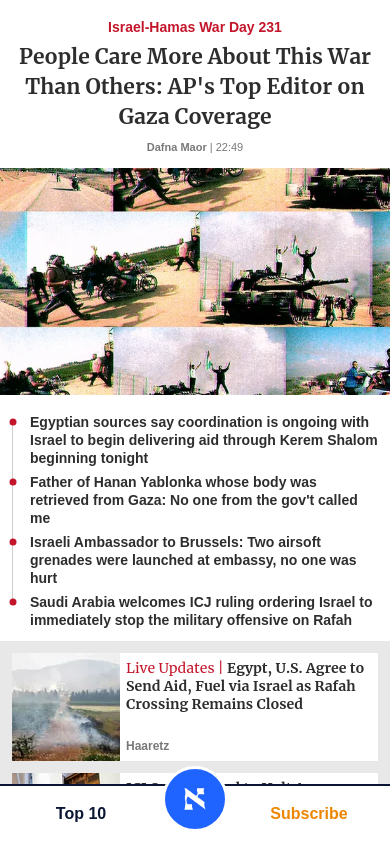 Israel-Hamas War Day 231
People Care More About This War
Than Others: AP's Top Editor on
Gaza Coverage
Dafna Maor | 22:49
Egyptian sources say coordination is ongoing with
Israel to begin delivering aid through Kerem Shalom
beginning tonight
Father of Hanan Yablonka whose body was
retrieved from Gaza: No one from the gov't called
me
Israeli Ambassador to Brussels: Two airsoft
grenades were launched at embassy, no one was
hurt
Saudi Arabia welcomes ICJ ruling ordering Israel to
immediately stop the military offensive on Rafah
Live Updates | Egypt, U.S. Agree to
Send Aid, Fuel via Israel as Rafah
Crossing Remains Closed
Haaretz
Top 10
Subscribe